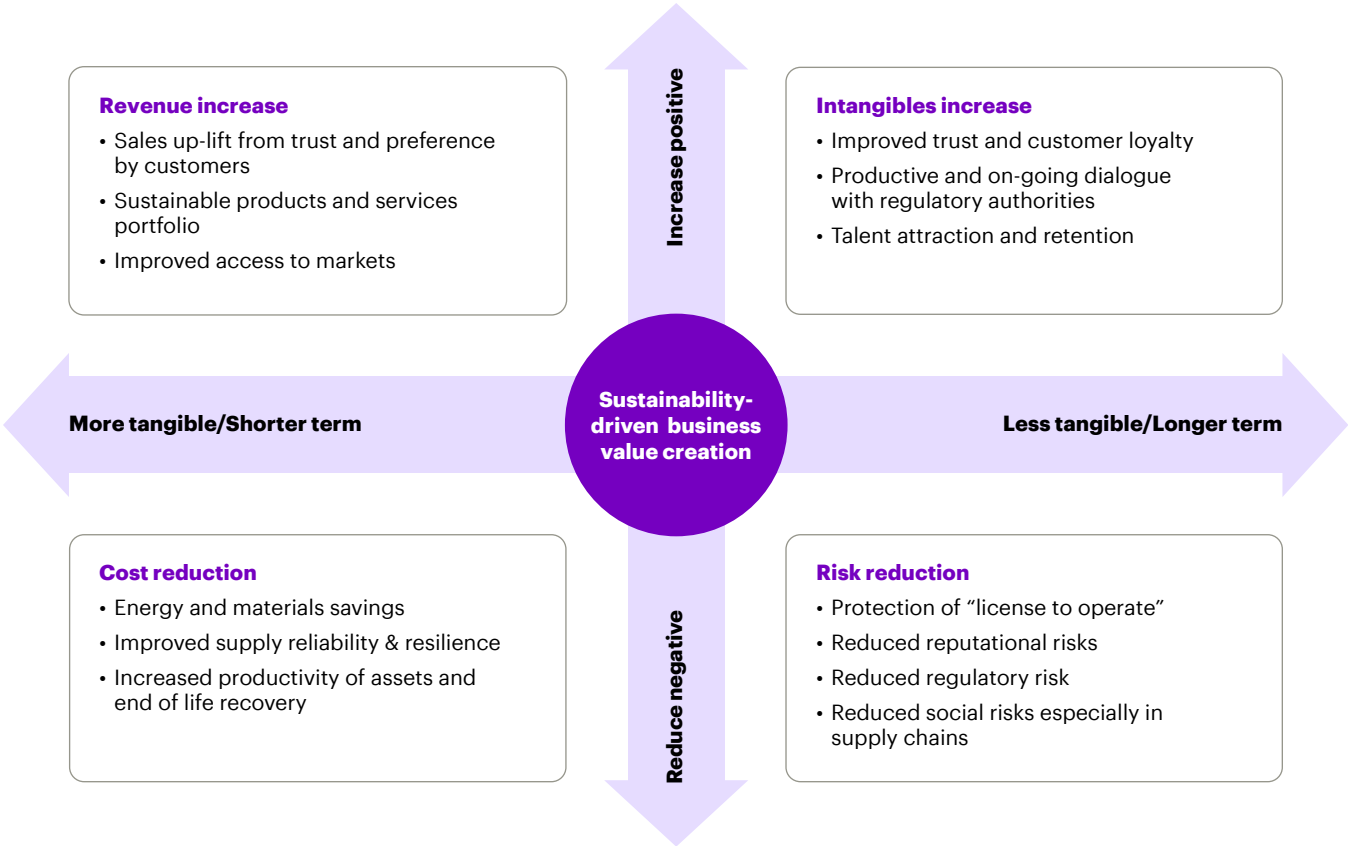 Increase positive
Revenue increase
• Sales up-lift from trust and preference
by customers
• Sustainable products and services
portfolio
• Improved access to markets
Intangibles increase
• Improved trust and customer loyalty
• Productive and on-going dialogue
with regulatory authorities
• Talent attraction and retention
More tangible/Shorter term
Sustainability-
driven business
value creation
Less tangible/Longer term
Cost reduction
• Energy and materials savings
• Improved supply reliability & resilience
• Increased productivity of assets and
end of life recovery
Reduce negative
Risk reduction
• Protection of “license to operate”
• Reduced reputational risks
• Reduced regulatory risk
• Reduced social risks especially in
supply chains